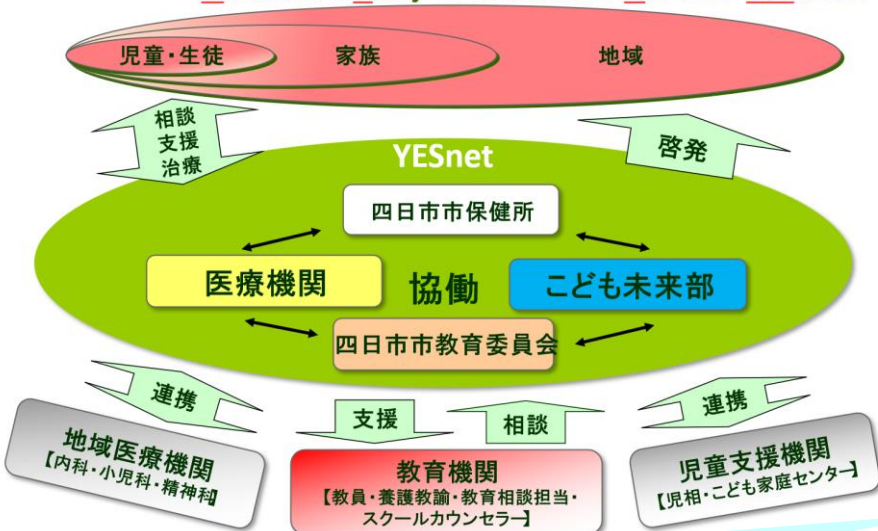 児童・生徒
家族
地域
相談
支援
治療
啓発
YESnet
四日市市保健所
医療機関
協働
こども未来部
四日市市教育委員会
連携
支援
相談
連携
地域医療機関
【内科・小児科・精神科】
教育機関
【教員・養護教諭・教育相談担当・
スクールカウンセラー】
児童支援機関
【児相・こども家庭センター】